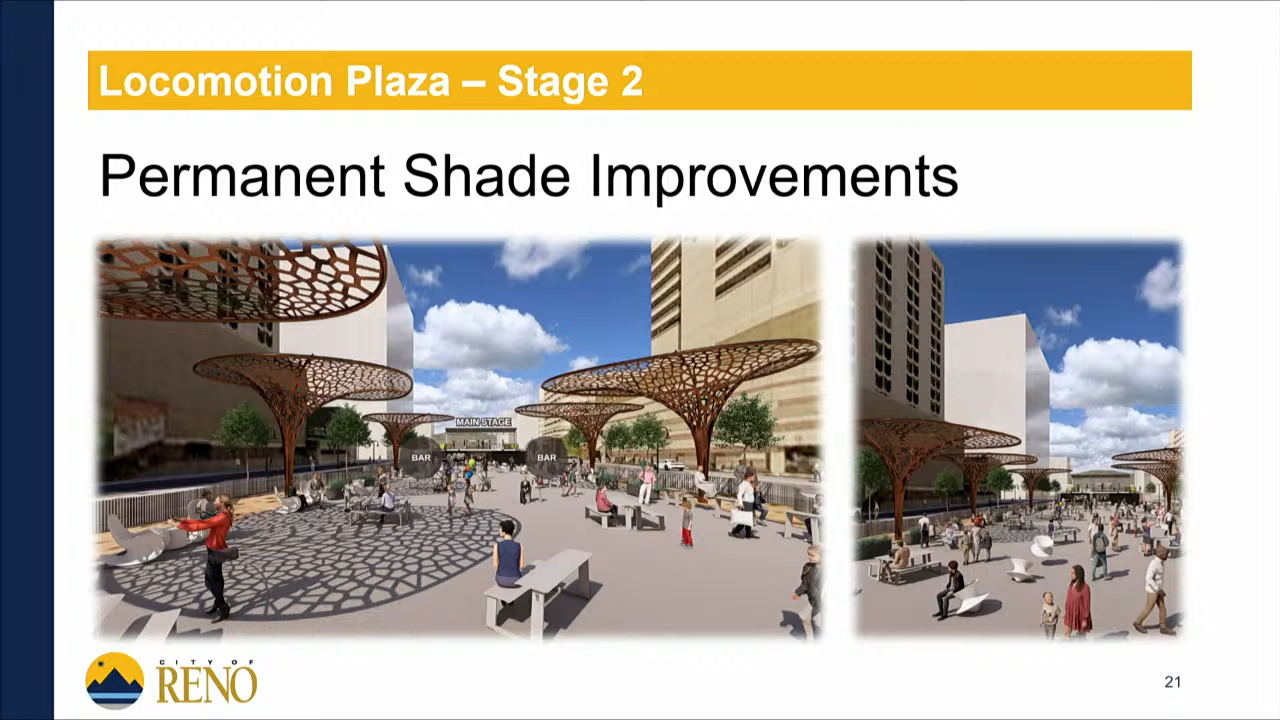 Locomotion Plaza – Stage 2
Permanent Shade Improvements
MAIN STAGE
BAR
BAR
CITY OF
RENO
21